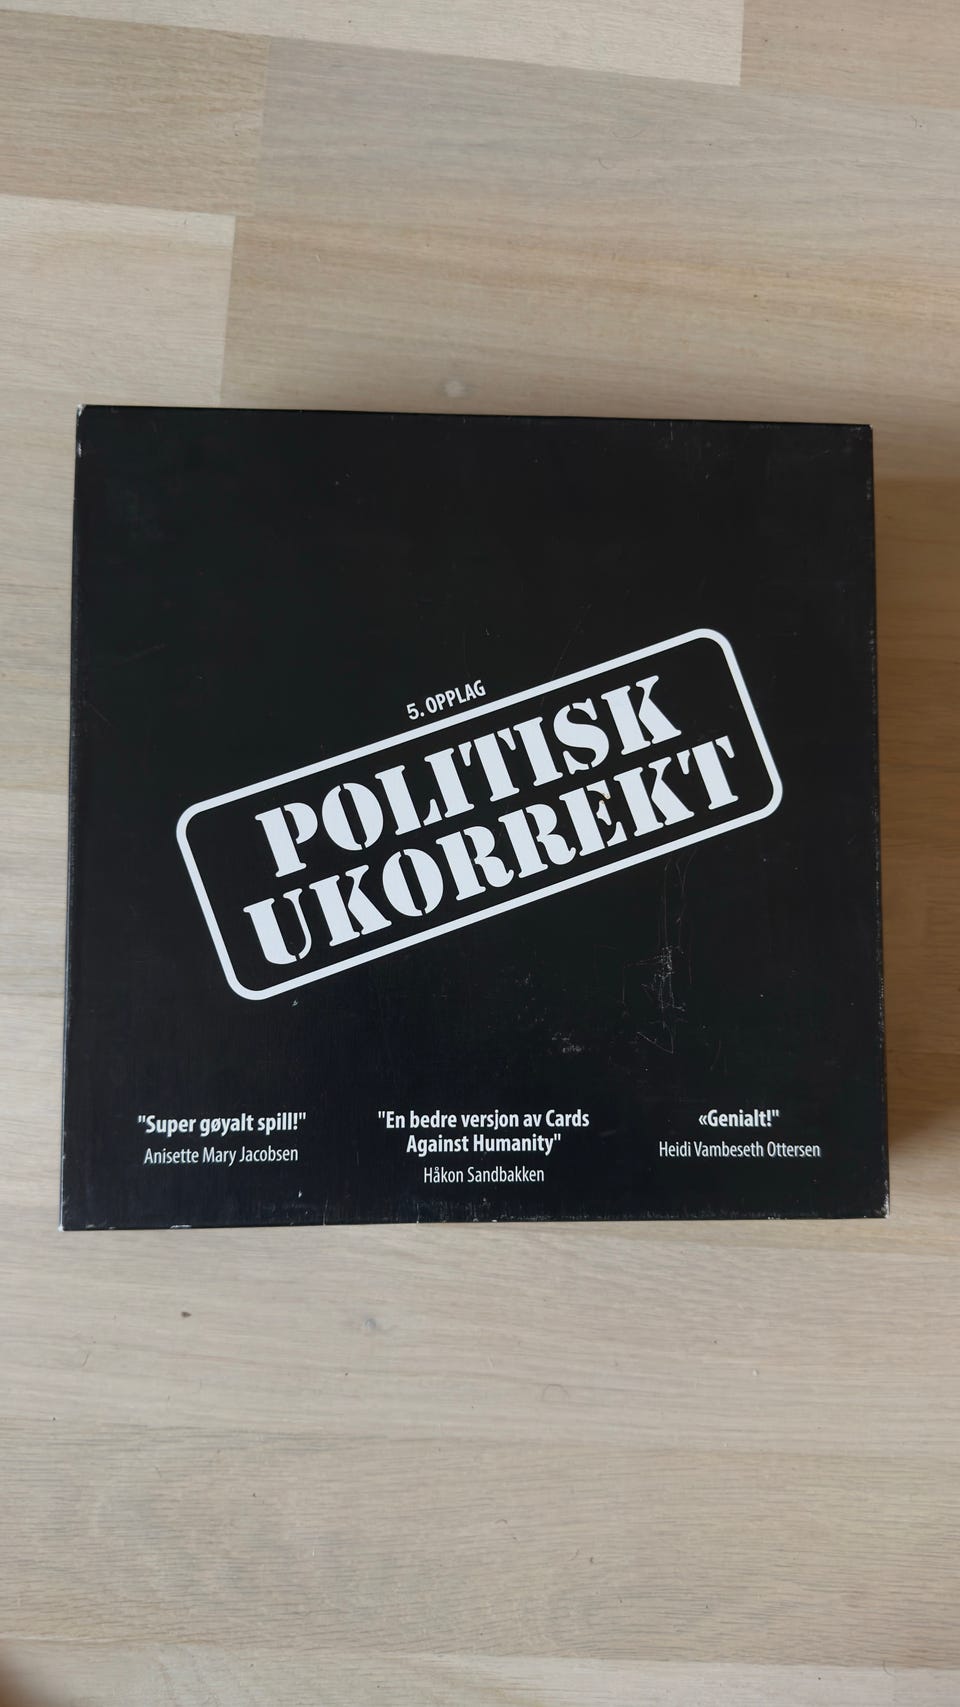 5. OPPLAG
POLITISK
UKORREKT
"Super gøyalt spill!"
Anisette Mary Jacobsen
"En bedre versjon av Cards
Against Humanity"
Håkon Sandbakken
«Genialt!"
Heidi Vambeseth Ottersen